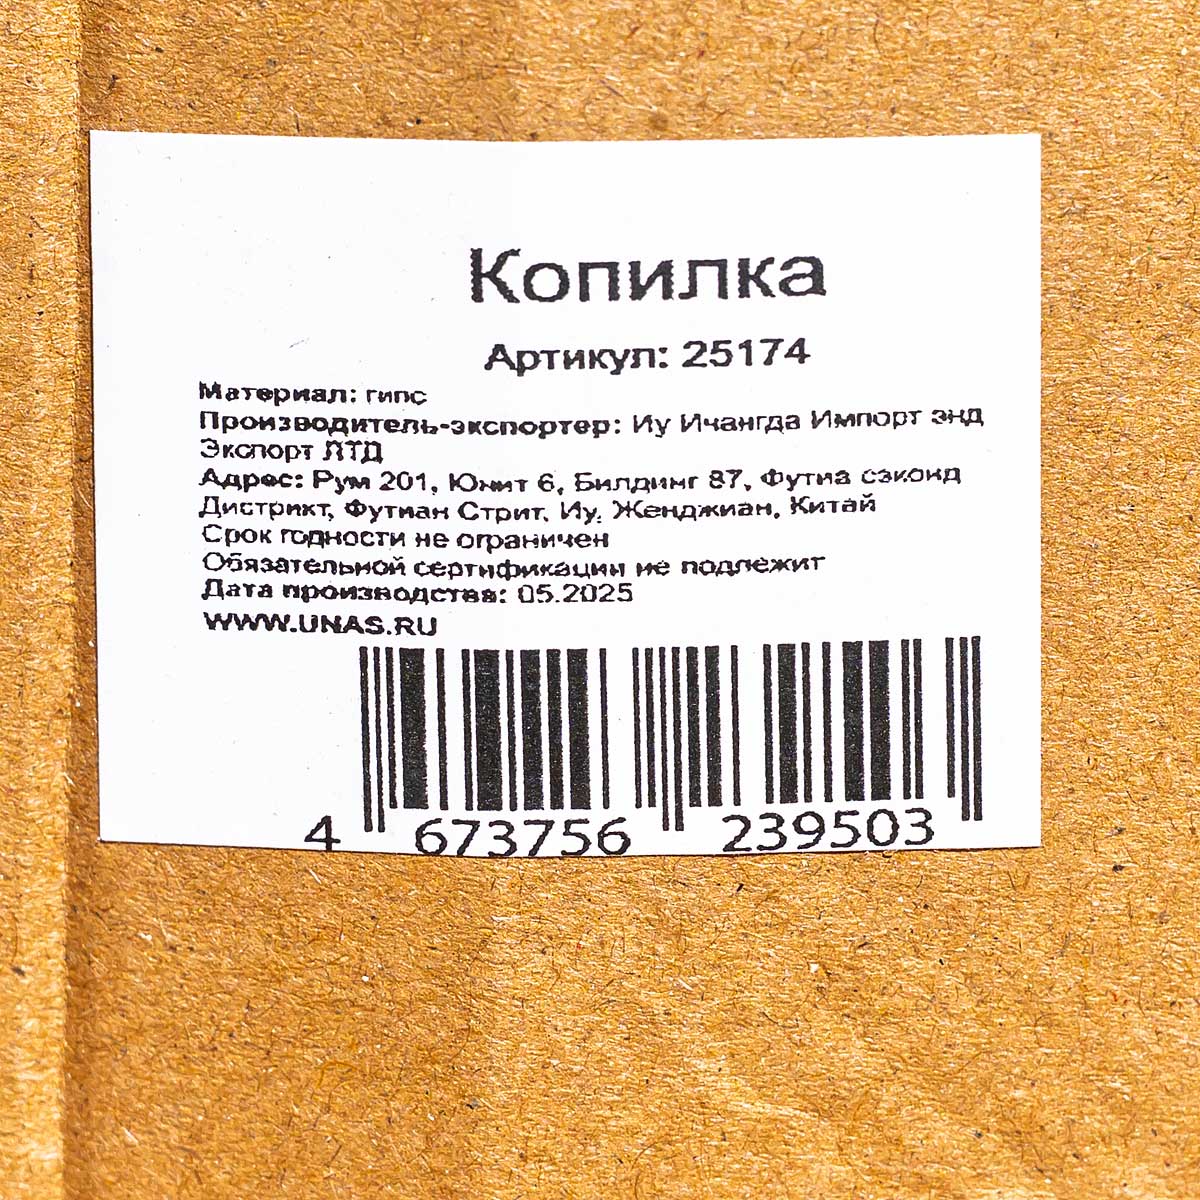 Копилка
Артикул: 25174
Материал: гипс
Производитель-экспортер: Иу Ичангда Импорт энд
Экспорт ЛТД
Адрес: Рум 201, Юнит 6, Билдинг 87, Футиа сэконд
Дистрикт, Футиан Стрит, Иу, Женджиан, Китай
Срок годности не ограничен
Обязательной сертификации не подлежит
Дата производства: 05.2025
WWW.UNAS.RU
4 673756 239503